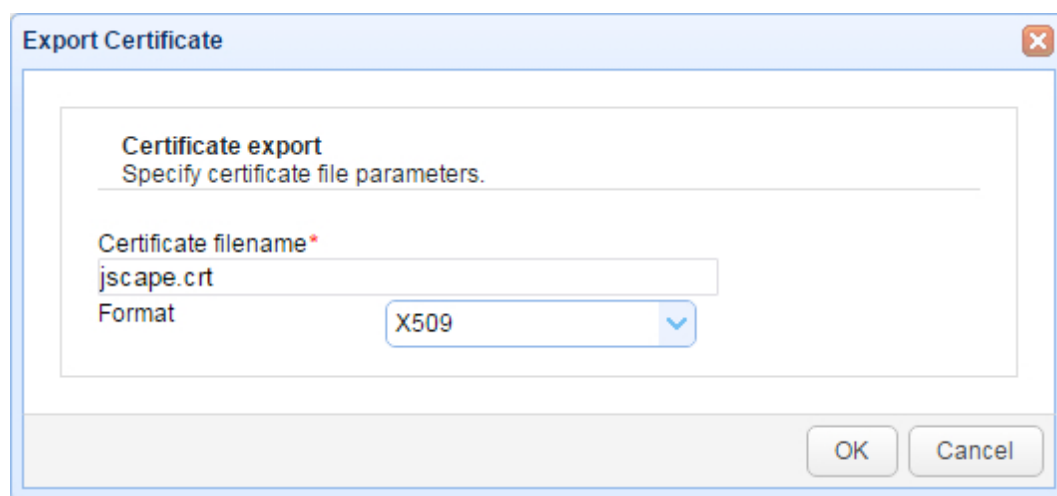 Export Certificate
Certificate export
Specify certificate file parameters.
Certificate filename*
jscape.crt
Format X509
OK Cancel